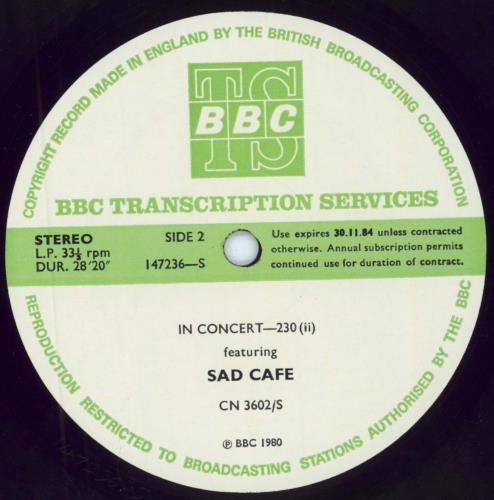 COPYRIGHT RECORD MADE IN ENGLAND BY THE BRITISH BROADCASTING CORPORATION
TS
BBC
BBC TRANSCRIPTION SERVICES
STEREO
L.P. 33⅓ rpm
DUR. 28'20"
SIDE 2
147236—S
Use expires 30.11.84 unless contracted
otherwise. Annual subscription permits
continued use for duration of contract.
IN CONCERT—230 (ii)
featuring
SAD CAFE
CN 3602/S
℗ BBC 1980
REPRODUCTION RESTRICTED TO BROADCASTING STATIONS AUTHORISED BY THE BBC